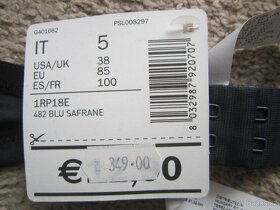 G401662 PSL008297
IT 5
USA/UK 38
EU 85
ES/FR 100
1RP18E
482 BLU SAFRANE
8 032987 920707
349.00